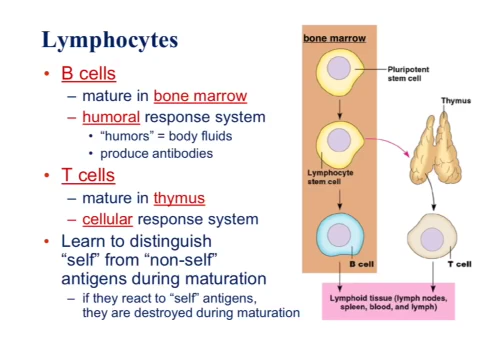 Lymphocytes
• B cells
– mature in bone marrow
– humoral response system
• “humors” = body fluids
• produce antibodies
• T cells
– mature in thymus
– cellular response system
• Learn to distinguish
“self” from “non-self”
antigens during maturation
– if they react to “self” antigens,
they are destroyed during maturation
bone marrow
Pluripotent
stem cell
Thymus
Lymphocyte
stem cell
B cell
T cell
Lymphoid tissue (lymph nodes,
spleen, blood, and lymph)